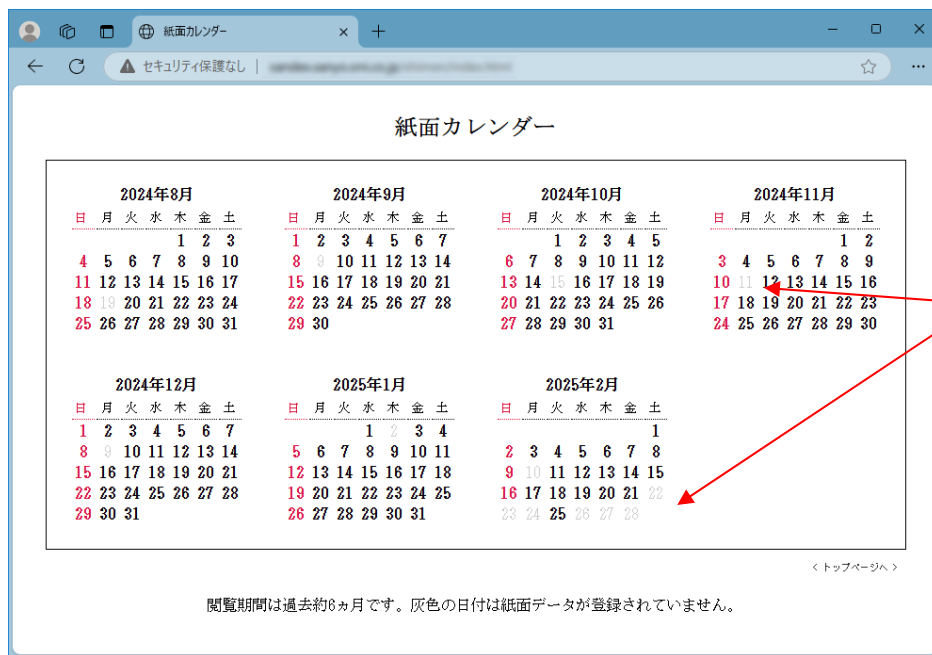 紙面カレンダー
セキュリティ保護なし
紙面カレンダー
2024年8月 2024年9月 2024年10月 2024年11月
日 月 火 水 木 金 土 日 月 火 水 木 金 土 日 月 火 水 木 金 土 日 月 火 水 木 金 土
1 2 3 1 2 3 4 5 6 7 1 2 3 4 5 1 2
4 5 6 7 8 9 10 8 9 10 11 12 13 14 6 7 8 9 10 11 12 3 4 5 6 7 8 9
11 12 13 14 15 16 17 15 16 17 18 19 20 21 13 14 15 16 17 18 19 10 11 12 13 14 15 16
18 19 20 21 22 23 24 22 23 24 25 26 27 28 20 21 22 23 24 25 26 17 18 19 20 21 22 23
25 26 27 28 29 30 31 29 30 27 28 29 30 31 24 25 26 27 28 29 30
2024年12月 2025年1月 2025年2月
日 月 火 水 木 金 土 日 月 火 水 木 金 土 日 月 火 水 木 金 土
1 2 3 4 5 6 7 1 2 3 4 1
8 9 10 11 12 13 14 5 6 7 8 9 10 11 2 3 4 5 6 7 8
15 16 17 18 19 20 21 12 13 14 15 16 17 18 9 10 11 12 13 14 15
22 23 24 25 26 27 28 19 20 21 22 23 24 25 16 17 18 19 20 21 22
29 30 31 26 27 28 29 30 31 23 24 25 26 27 28
< トップページへ >
閲覧期間は過去約6ヵ月です。灰色の日付は紙面データが登録されていません。